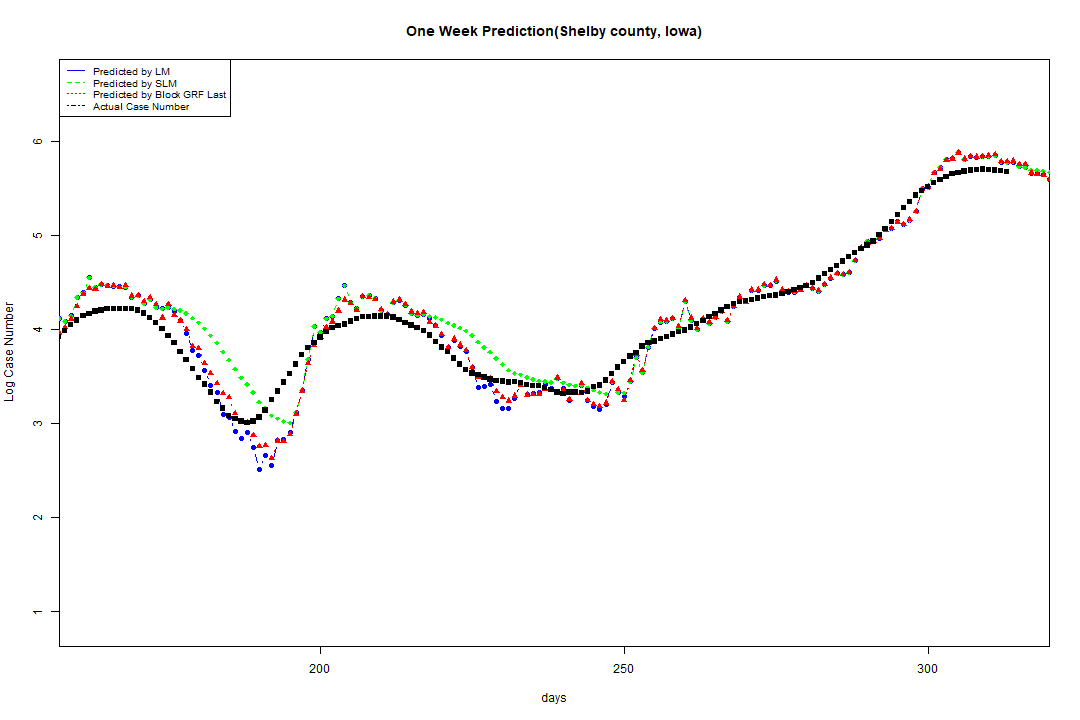 One Week Prediction(Shelby county, Iowa)
Predicted by LM
Predicted by SLM
Predicted by Block GRF Last
Actual Case Number
Log Case Number
6
5
4
3
2
1
200
250
300
days